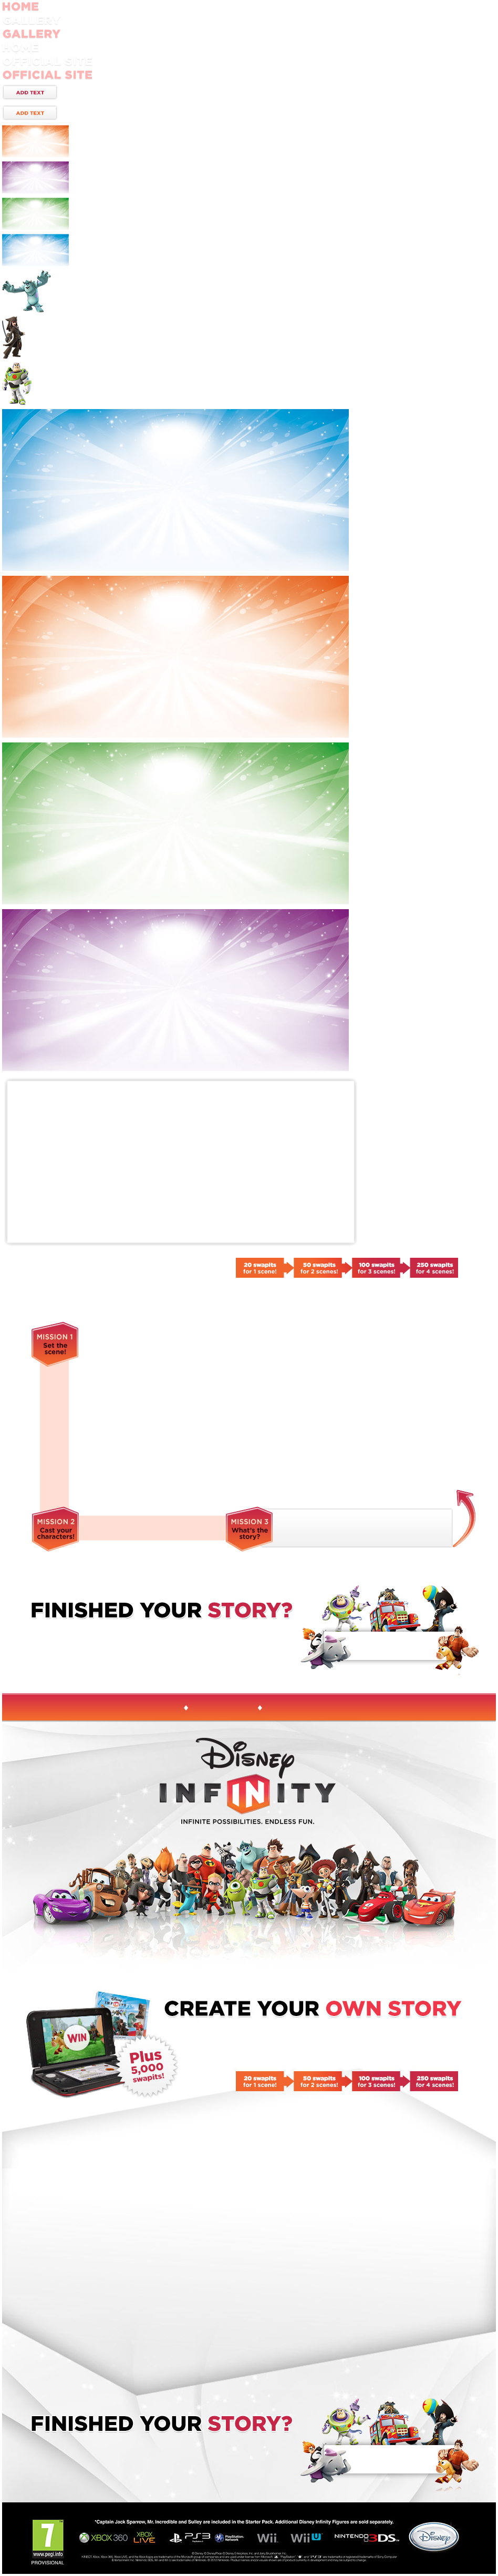 HOME
GALLERY
GALLERY
HOME
OFFICIAL SITE
OFFICIAL SITE
ADD TEXT
ADD TEXT
20 swapits for 1 scene!
50 swapits for 2 scenes!
100 swapits for 3 scenes!
250 swapits for 4 scenes!
MISSION 1
Set the
scene!
MISSION 2
Cast your
characters!
MISSION 3
What's the
story?
FINISHED YOUR STORY?
Disney
INFINITY
INFINITE POSSIBILITIES. ENDLESS FUN.
CREATE YOUR OWN STORY
WIN
Plus
5,000
swapits!
20 swapits for 1 scene!
50 swapits for 2 scenes!
100 swapits for 3 scenes!
250 swapits for 4 scenes!
FINISHED YOUR STORY?
*Captain Jack Sparrow, Mr. Incredible and Sulley are included in the Starter Pack. Additional Disney Infinity Figures are sold separately.
7
www.pegi.info
PROVISIONAL
XBOX 360 XBOX LIVE PS3 PlayStation Network Wii Wii U NINTENDO 3DS Disney